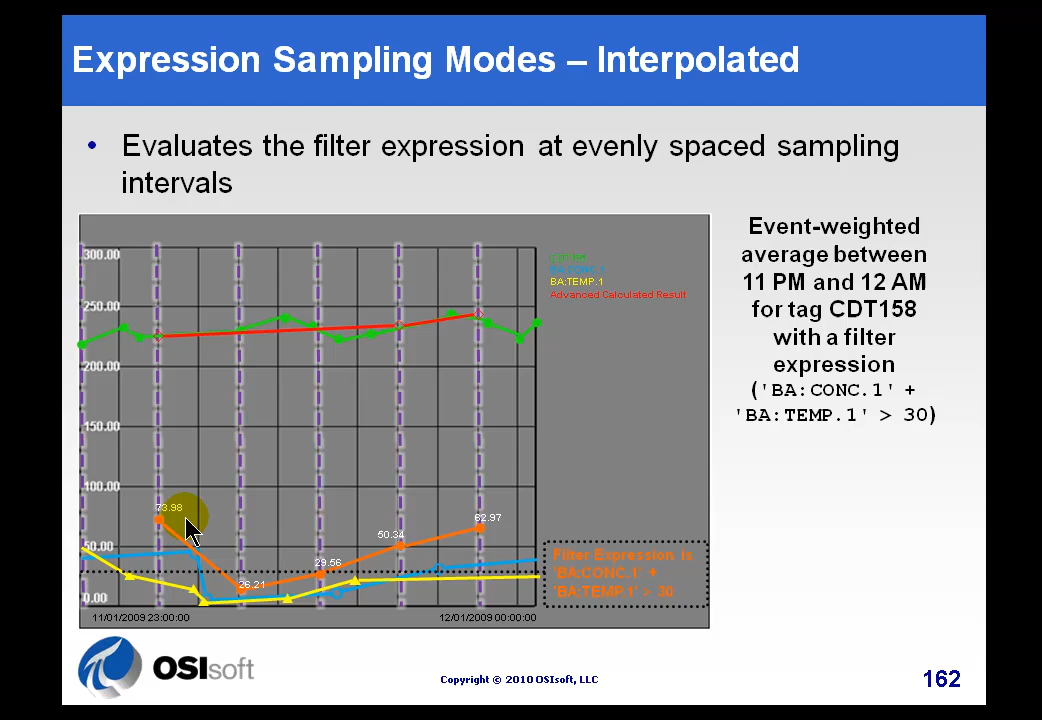 Expression Sampling Modes – Interpolated
• Evaluates the filter expression at evenly spaced sampling
intervals
Event-weighted
average between
11 PM and 12 AM
for tag CDT158
with a filter
expression
('BA:CONC.1' +
'BA:TEMP.1' > 30)
300.00
250.00
200.00
150.00
100.00
50.00
0.00
CDT158
BA:CONC.1
BA:TEMP.1
Advanced Calculated Result
73.98
26.21
29.56
50.34
62.97
Filter Expression is
'BA:CONC.1' +
'BA:TEMP.1' > 30
11/01/2009 23:00:00
12/01/2009 00:00:00
OSIsoft
Copyright © 2010 OSIsoft, LLC
162